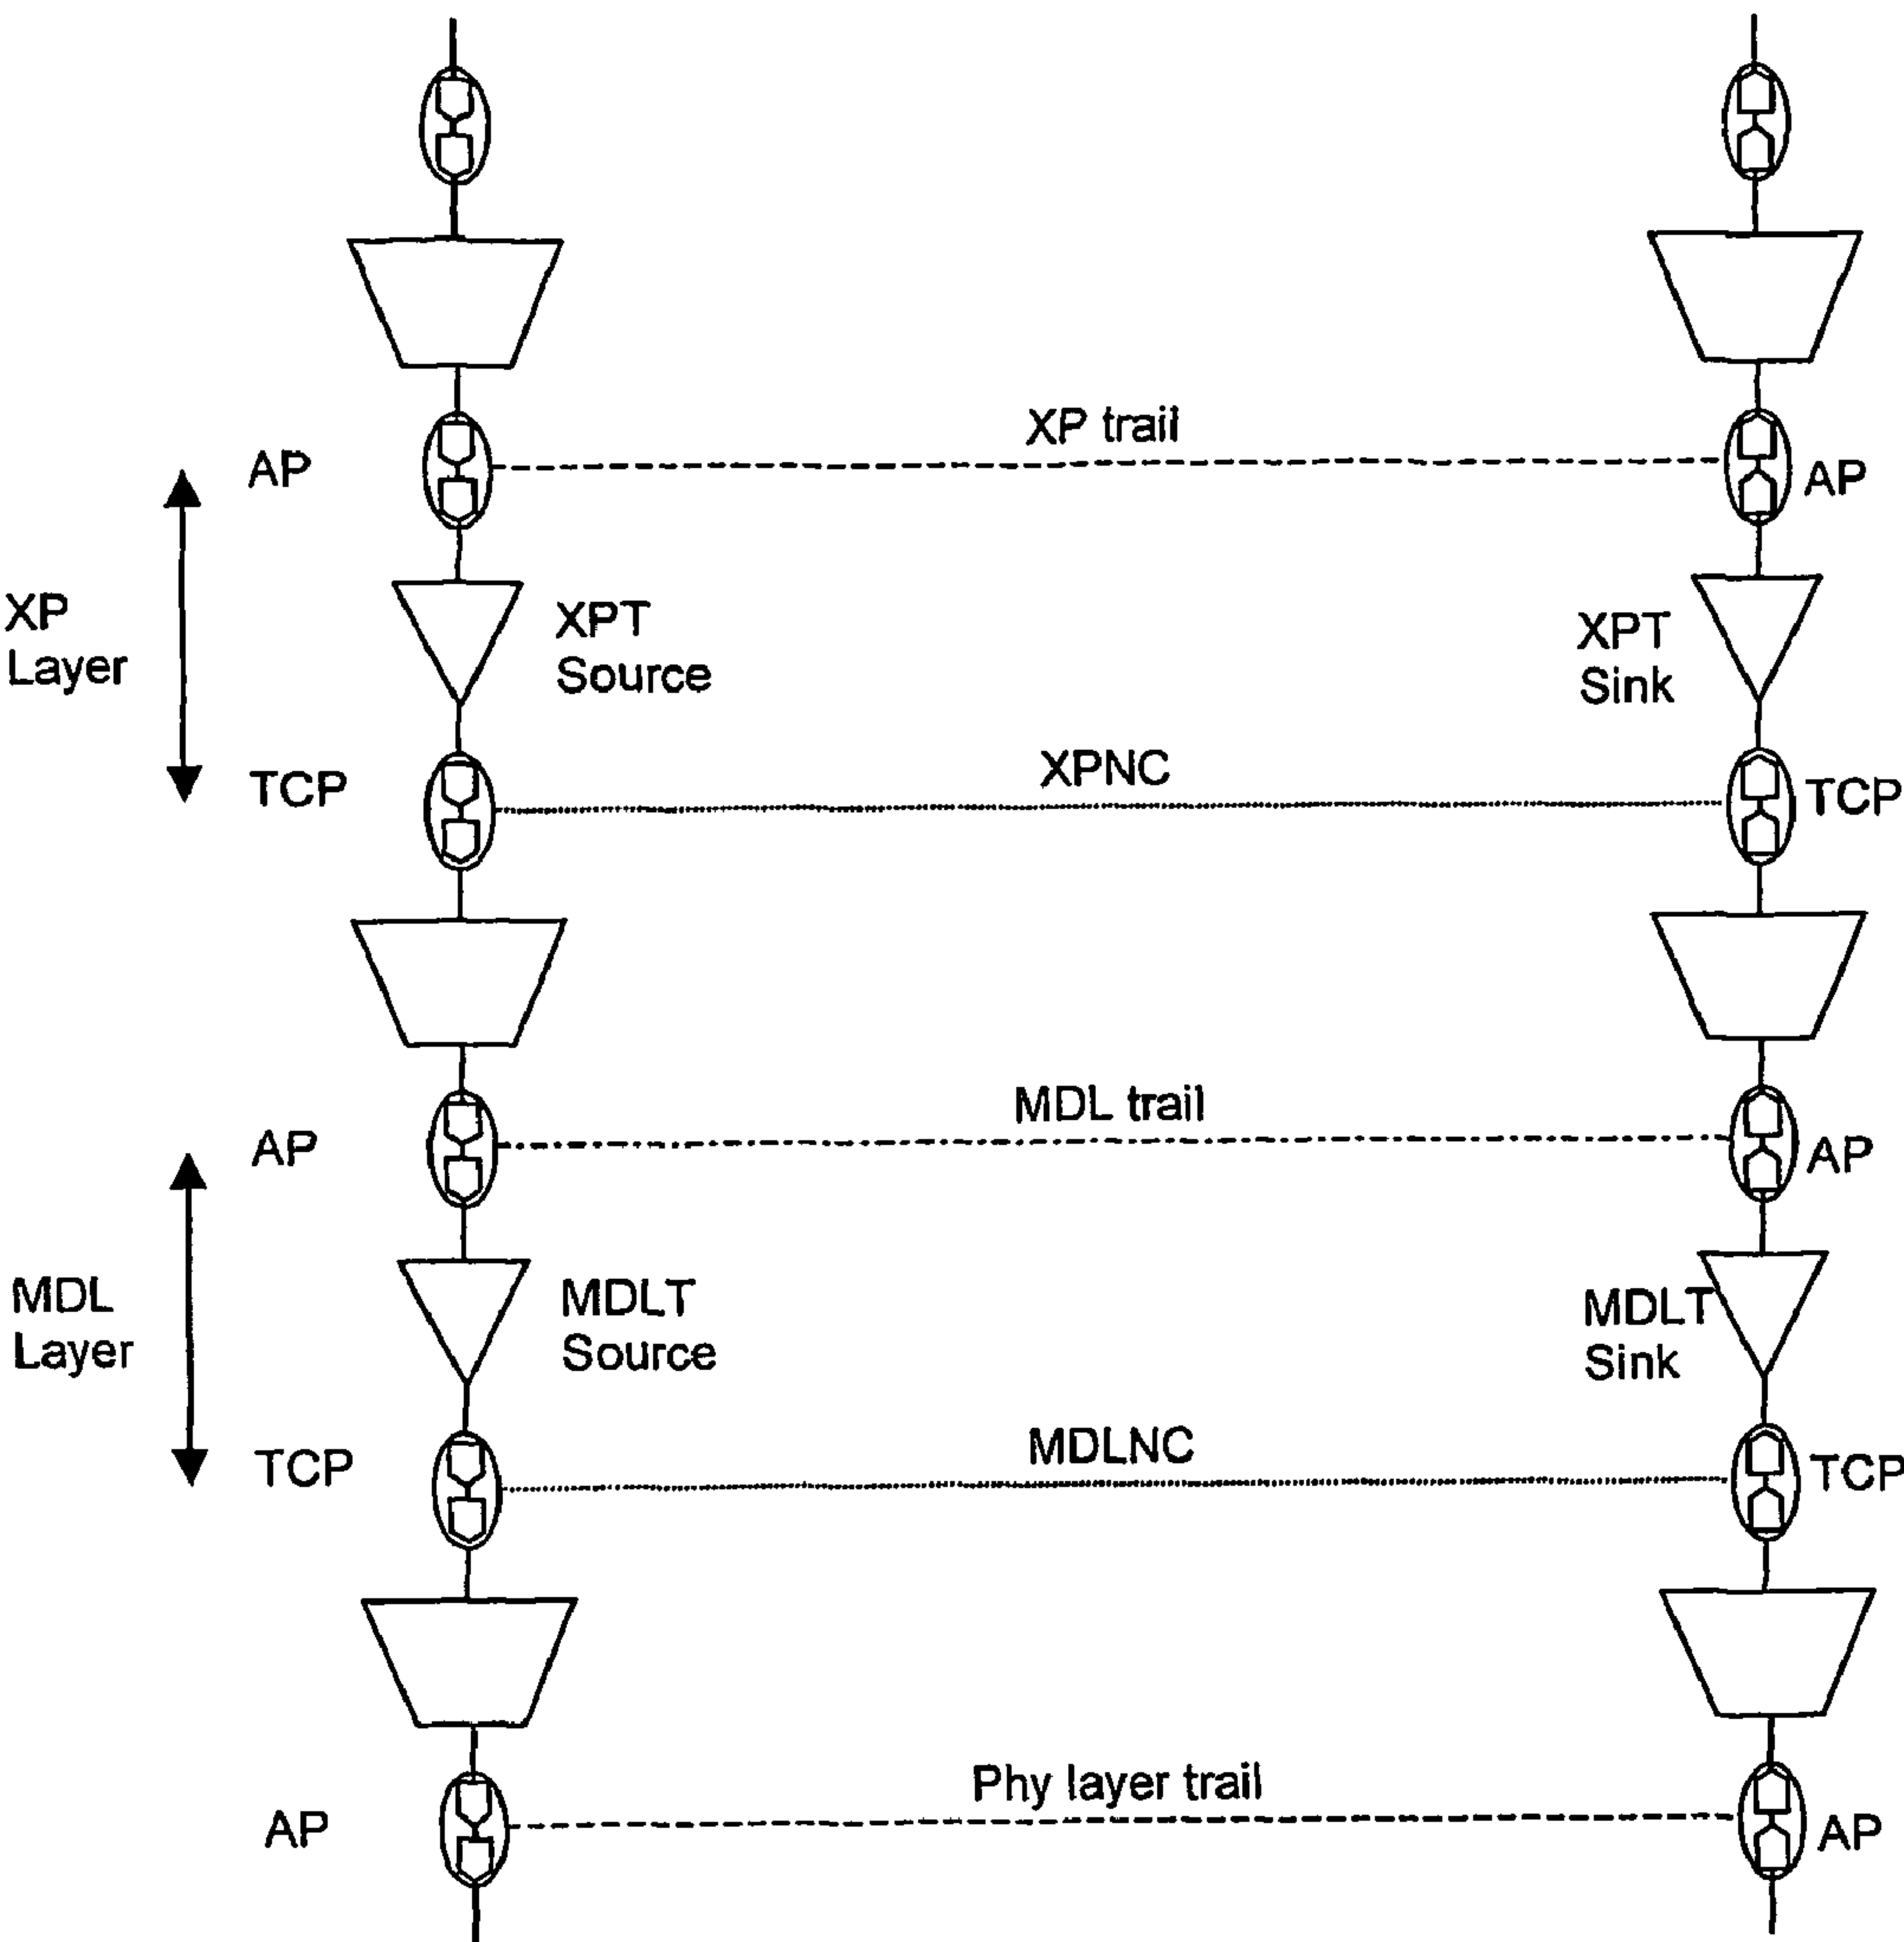 XP trail
AP
AP
XP
Layer
XPT
Source
XPT
Sink
XPNC
TCP
TCP
MDL trail
AP
AP
MDL
Layer
MDLT
Source
MDLT
Sink
MDLNC
TCP
TCP
Phy layer trail
AP
AP